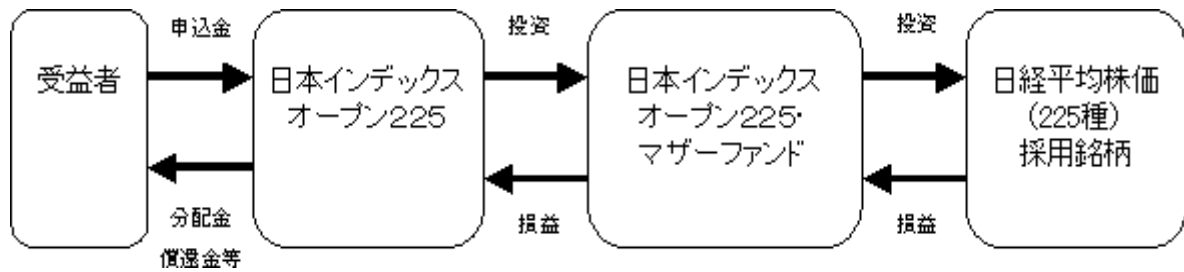 申込金
投資
投資
受益者
日本インデックス
オープン225
日本インデックス
オープン225・
マザーファンド
日経平均株価
(225種)
採用銘柄
分配金
償還金等
損益
損益